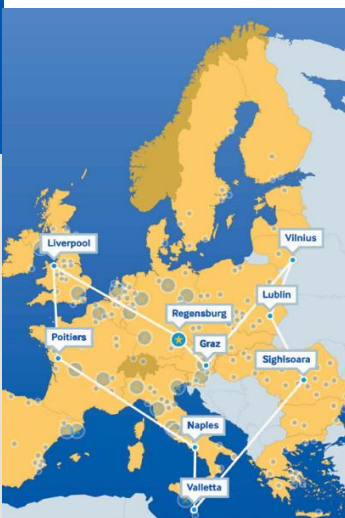 Liverpool
Vilnius
Lublin
Regensburg
Poitiers
Graz
Sighisoara
Naples
Valletta